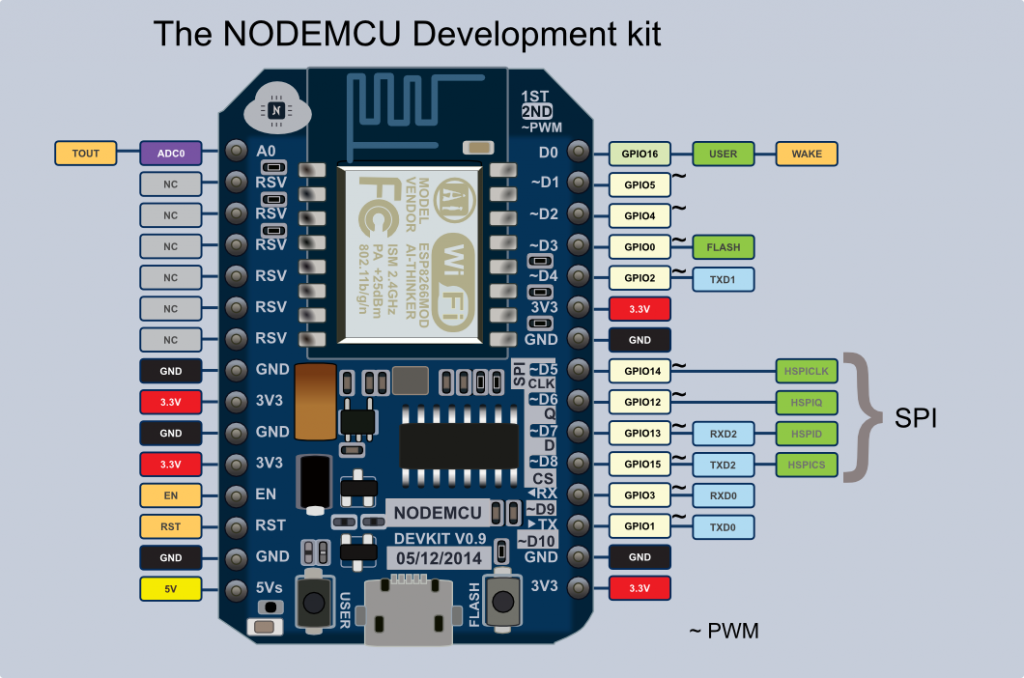 The NODEMCU Development kit
N
1ST
2ND
~PWM
TOUT ADC0 A0
NC RSV
NC RSV
NC RSV
NC RSV
NC RSV
NC RSV
GND GND
3.3V 3V3
GND GND
3.3V 3V3
EN EN
RST RST
GND GND
5V 5Vs
MODEL ESP8266MOD
VENDOR AI-THINKER
ISM 2.4GHz
PA +25dBm
802.11b/g/n
FC
Ai
Wi Fi
D0 GPIO16 USER WAKE
~D1 GPIO5 ~
~D2 GPIO4 ~
~D3 GPIO0 ~ FLASH
~D4 GPIO2 ~ TXD1
3V3 3.3V
GND GND
SPI
~D5 GPIO14 ~ HSPICLK
CLK
~D6 GPIO12 ~ HSPIQ
Q
~D7 GPIO13 ~ RXD2 HSPID
D
~D8 GPIO15 ~ TXD2 HSPICS
CS
RX GPIO3 ~ RXD0
~D9
TX GPIO1 ~ TXD0
~D10
GND GND
3V3 3.3V
SPI
NODEMCU
DEVKIT V0.9
05/12/2014
USER
FLASH
~ PWM